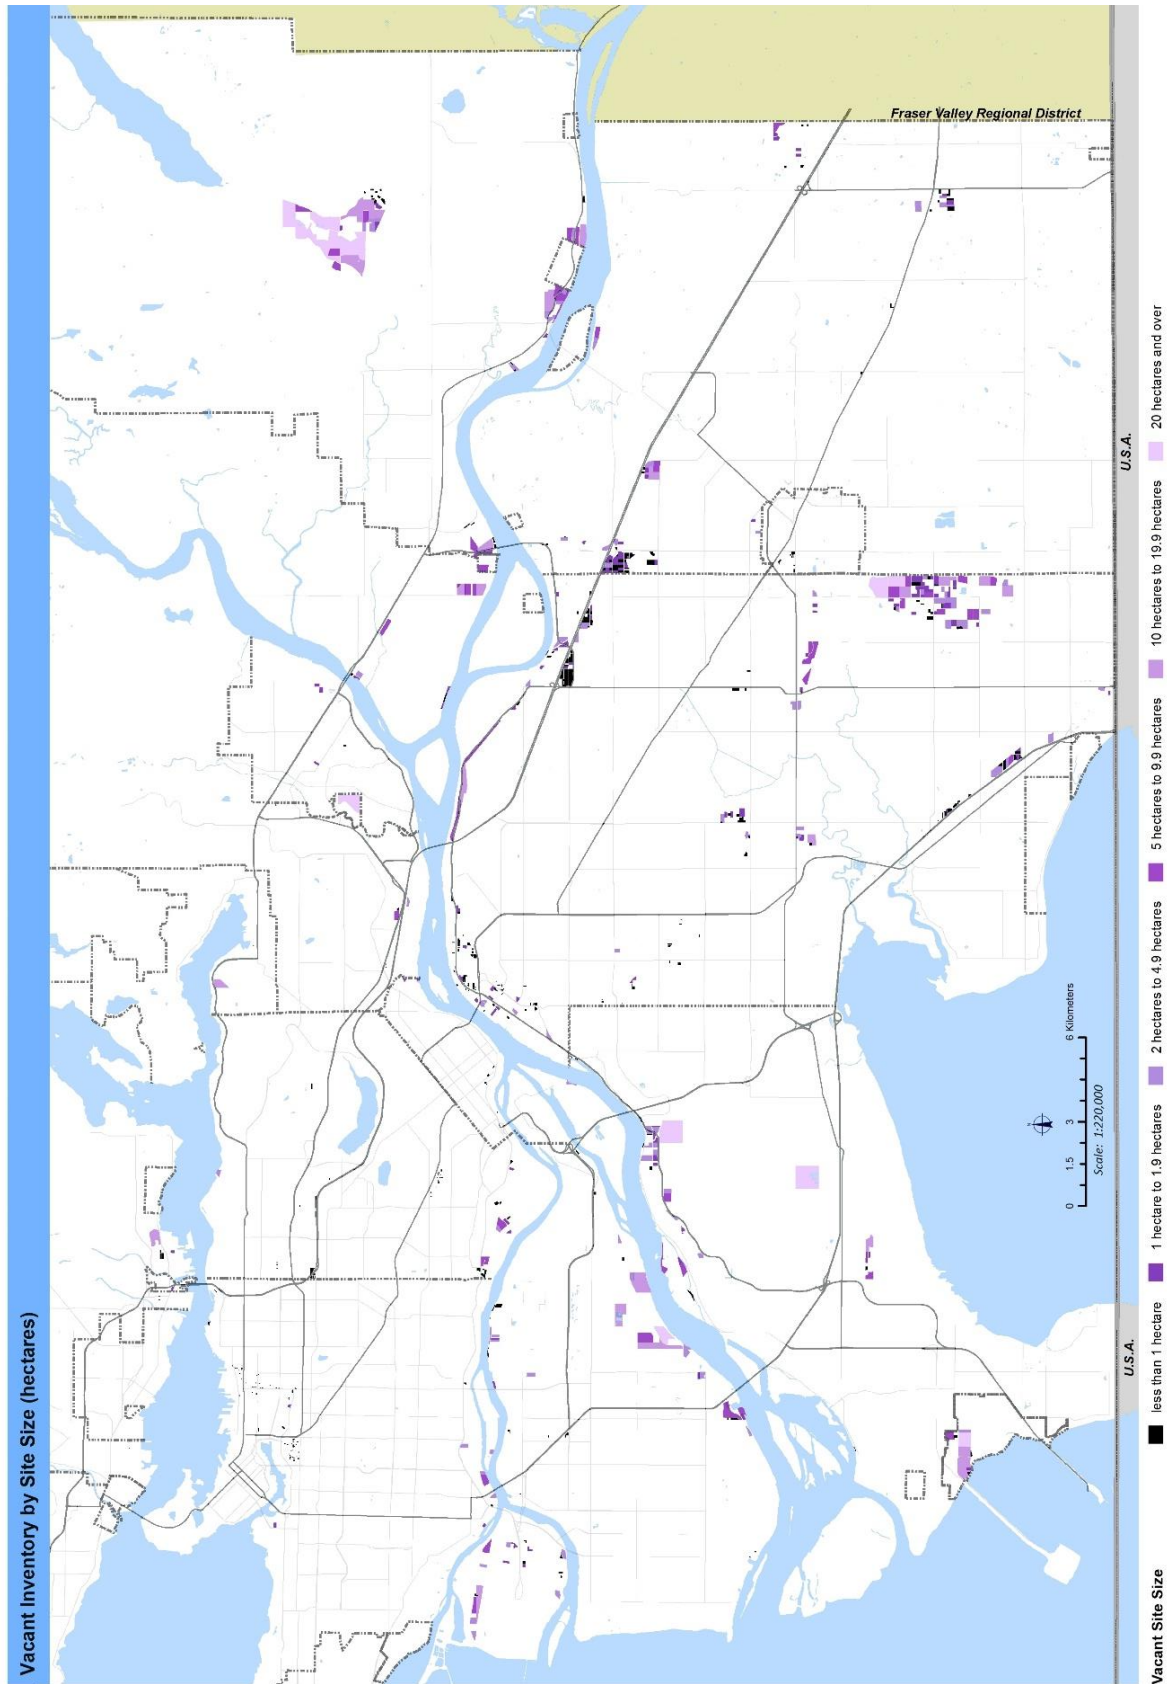 Vacant Inventory by Site Size (hectares)
Fraser Valley Regional District
0 1.5 3 6 Kilometers
Scale: 1:220,000
U.S.A.
U.S.A.
Vacant Site Size
less than 1 hectare
1 hectare to 1.9 hectares
2 hectares to 4.9 hectares
5 hectares to 9.9 hectares
10 hectares to 19.9 hectares
20 hectares and over